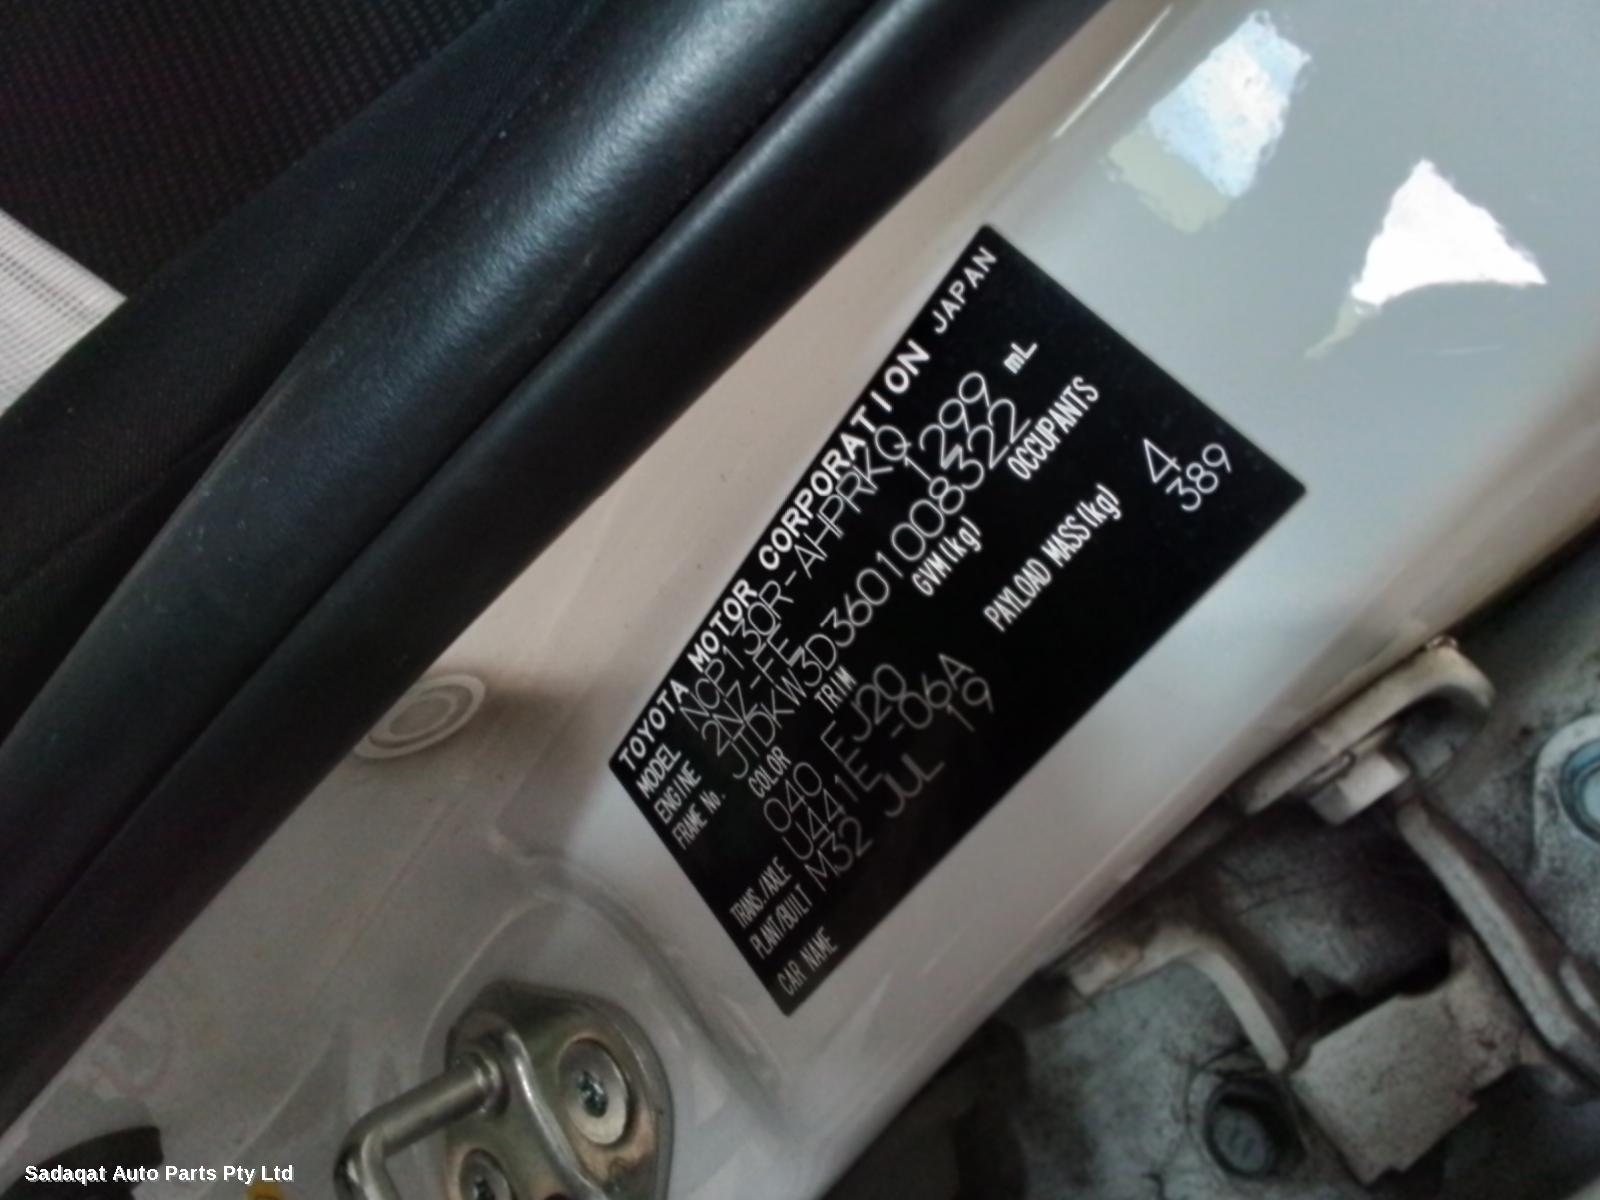 TOYOTA MOTOR CORPORATION JAPAN
MODEL NCP130R-AHPRKQ
ENGINE 2NZ-FE 1299 mL
FRAME No. JTDKW3D3601008322
COLOR TRIM GVM(kg) OCCUPANTS
040 EJ20 4
PAYLOAD MASS(kg) 389
TRANS./AXLE U441E -06A
PLANT/BUILT M32 JUL 19
CAR NAME
Sadaqat Auto Parts Pty Ltd